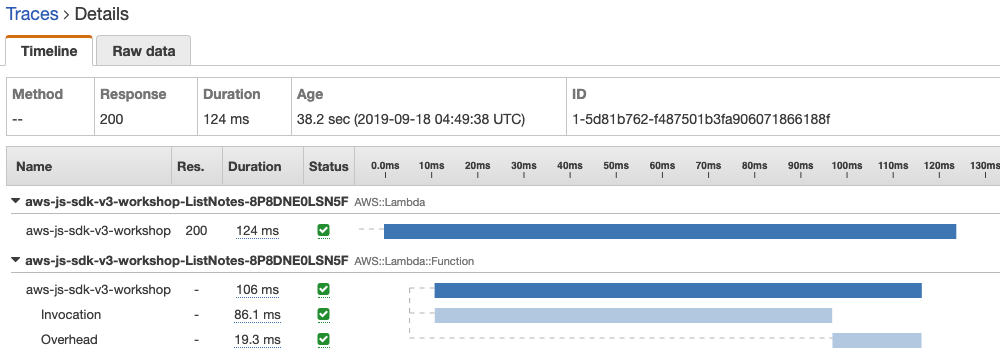 Traces > Details
Timeline Raw data
Method Response Duration Age ID
-- 200 124 ms 38.2 sec (2019-09-18 04:49:38 UTC) 1-5d81b762-f487501b3fa906071866188f
Name Res. Duration Status 0.0ms 10ms 20ms 30ms 40ms 50ms 60ms 70ms 80ms 90ms 100ms 110ms 120ms 130ms
aws-js-sdk-v3-workshop-ListNotes-8P8DNE0LSN5F AWS::Lambda
aws-js-sdk-v3-workshop 200 124 ms
aws-js-sdk-v3-workshop-ListNotes-8P8DNE0LSN5F AWS::Lambda::Function
aws-js-sdk-v3-workshop - 106 ms
Invocation - 86.1 ms
Overhead - 19.3 ms